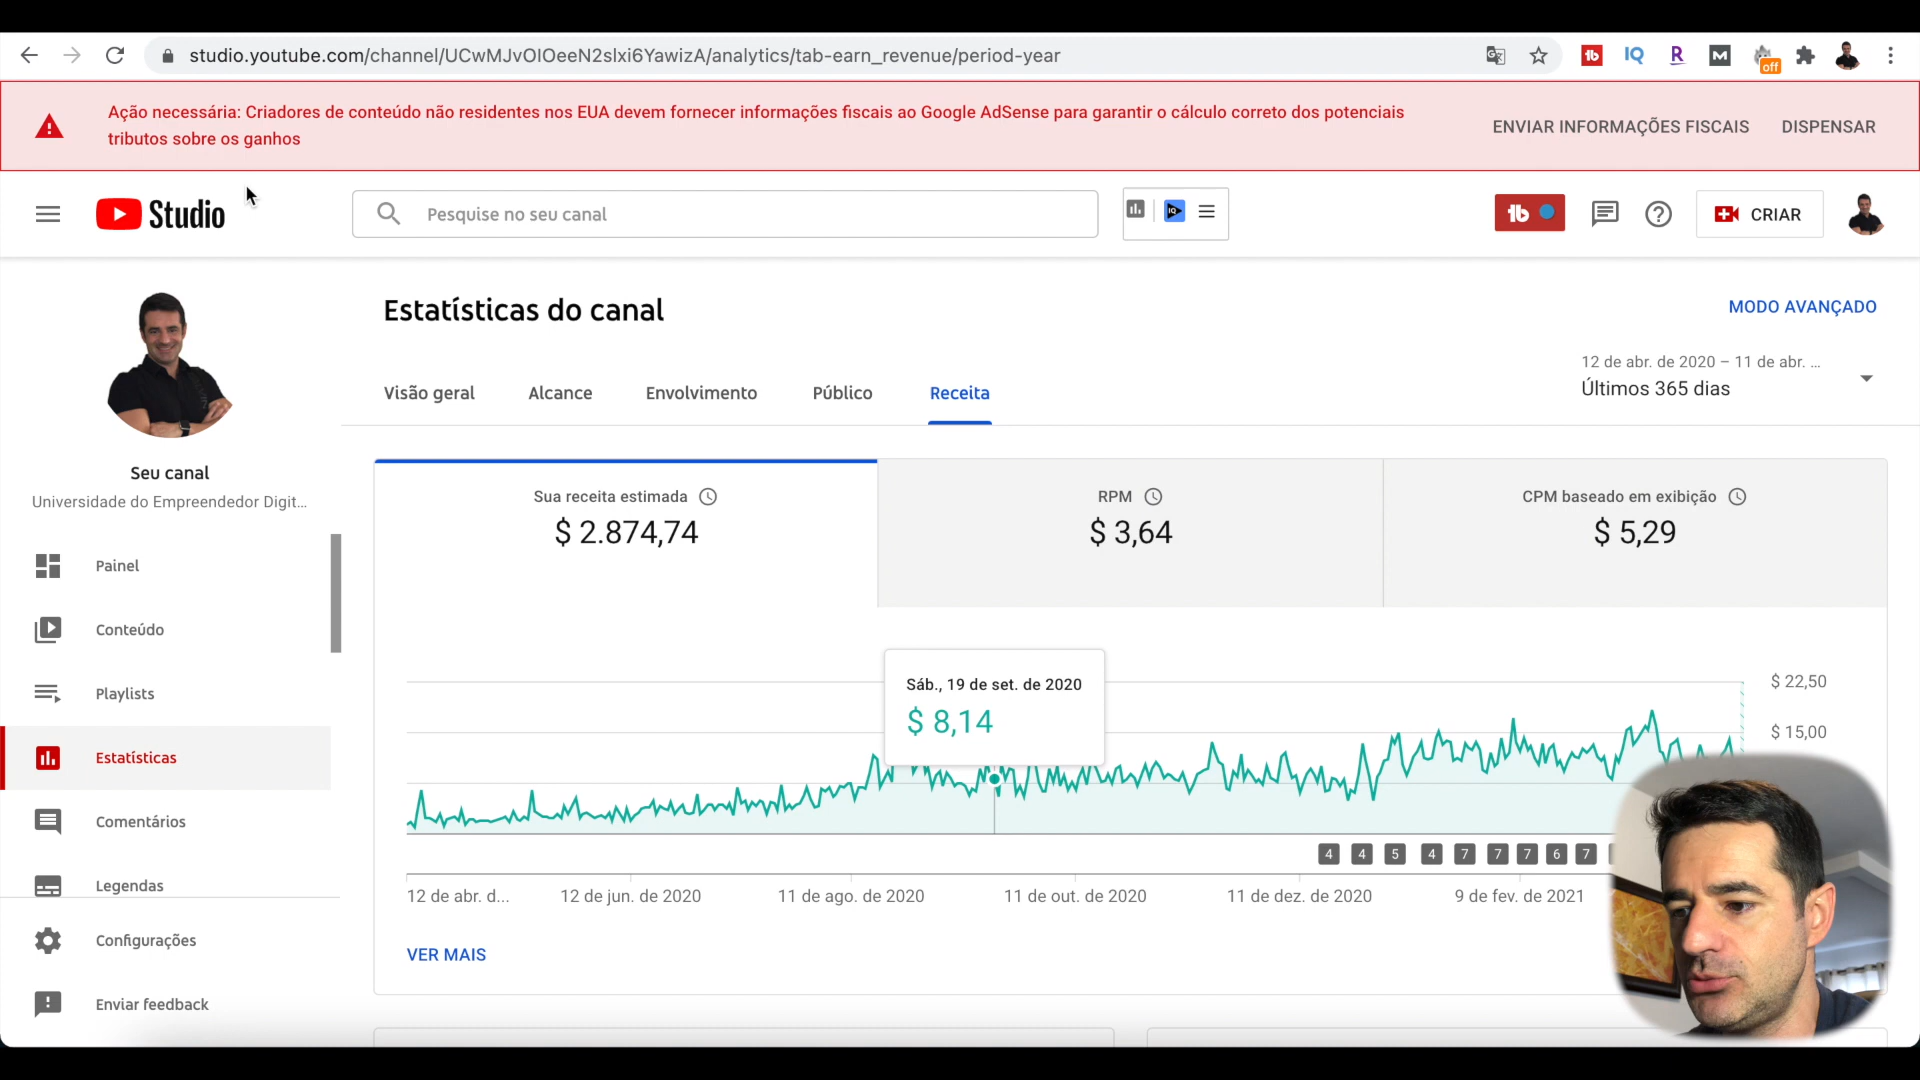 studio.youtube.com/channel/UCwMJvOIOeeN2slxi6YawizA/analytics/tab-earn_revenue/period-year
tb
IQ
R
M
off
Ação necessária: Criadores de conteúdo não residentes nos EUA devem fornecer informações fiscais ao Google AdSense para garantir o cálculo correto dos potenciais
tributos sobre os ganhos
ENVIAR INFORMAÇÕES FISCAIS
DISPENSAR
Studio
Pesquise no seu canal
IQ
tb
CRIAR
Estatísticas do canal
MODO AVANÇADO
12 de abr. de 2020 – 11 de abr. ...
Últimos 365 dias
Visão geral
Alcance
Envolvimento
Público
Receita
Seu canal
Universidade do Empreendedor Digit...
Painel
Conteúdo
Playlists
Estatísticas
Comentários
Legendas
Configurações
Enviar feedback
Sua receita estimada
$ 2.874,74
RPM
$ 3,64
CPM baseado em exibição
$ 5,29
Sáb., 19 de set. de 2020
$ 8,14
$ 22,50
$ 15,00
4 4 5 4 7 7 7 6 7
12 de abr. d...
12 de jun. de 2020
11 de ago. de 2020
11 de out. de 2020
11 de dez. de 2020
9 de fev. de 2021
VER MAIS